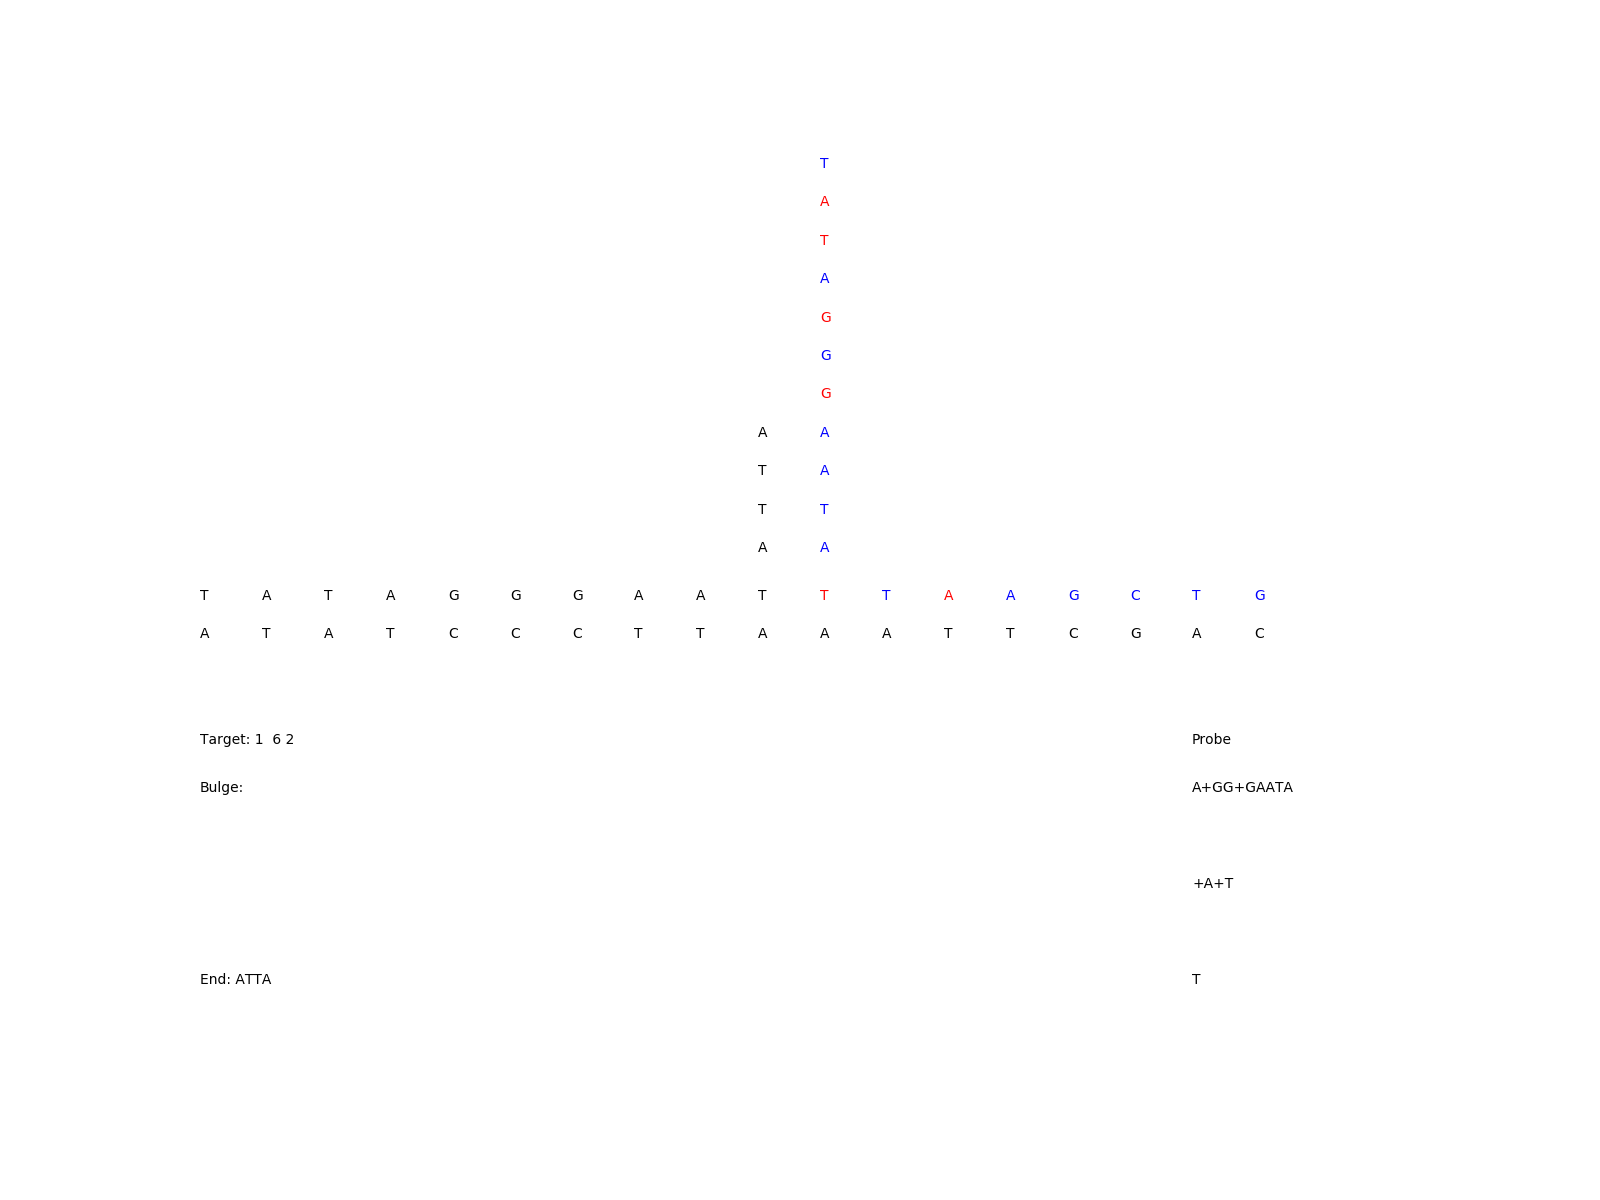 T
A
T
A
G
G
G
A A
T A
T T
A A
T A T A G G G A A T T T A A G C T G
A T A T C C C T T A A A T T C G A C
Target: 1  6 2 Probe
Bulge: A+GG+GAATA
+A+T
End: ATTA T